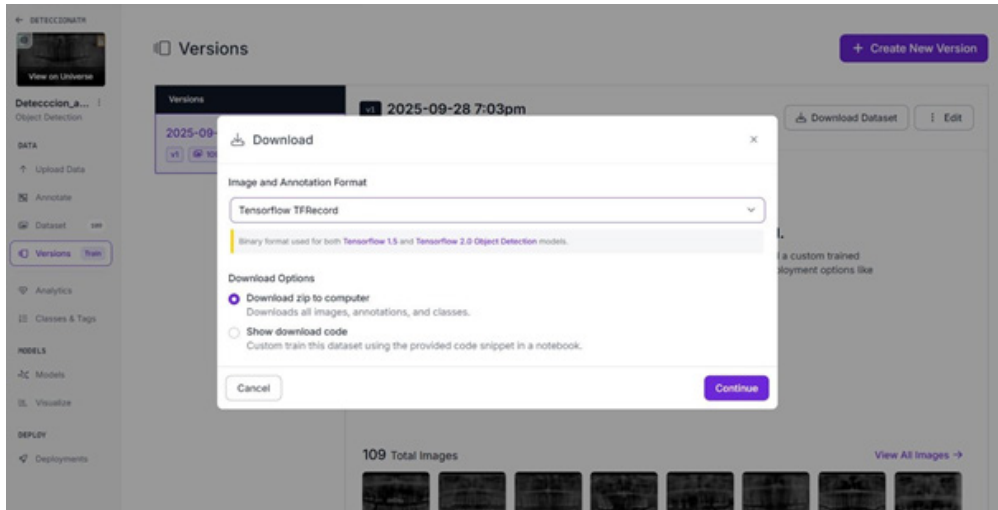 ← DETECCIONATM
View on Universe
Deteccion_a... ⋮
Object Detection
DATA
Upload Data
Annotate
Dataset 109
Versions Train
Analytics
Classes & Tags
MODELS
Models
Visualize
DEPLOY
Deployments
Versions
+ Create New Version
Versions
2025-09-
v1
v1 2025-09-28 7:03pm
Download Dataset
⋮ Edit
Download
×
Image and Annotation Format
Tensorflow TFRecord
Binary format used for both Tensorflow 1.5 and Tensorflow 2.0 Object Detection models.
Download Options
Download zip to computer
Downloads all images, annotations, and classes.
Show download code
Custom train this dataset using the provided code snippet in a notebook.
Cancel
Continue
a custom trained
options like
109 Total Images
View All Images →